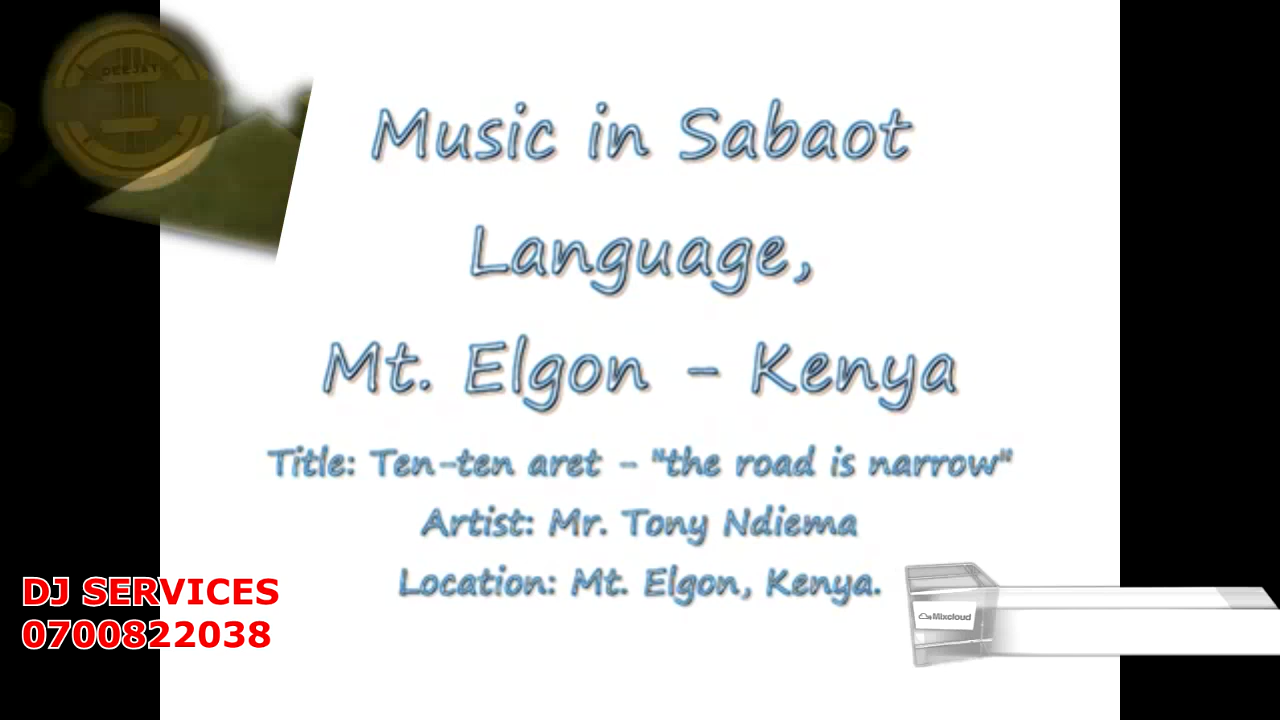 DEEJAY
Music in Sabaot
Language,
Mt. Elgon - Kenya
Title: Ten-ten aret - "the road is narrow"
Artist: Mr. Tony Ndiema
Location: Mt. Elgon, Kenya.
DJ SERVICES
0700822038
Mixcloud